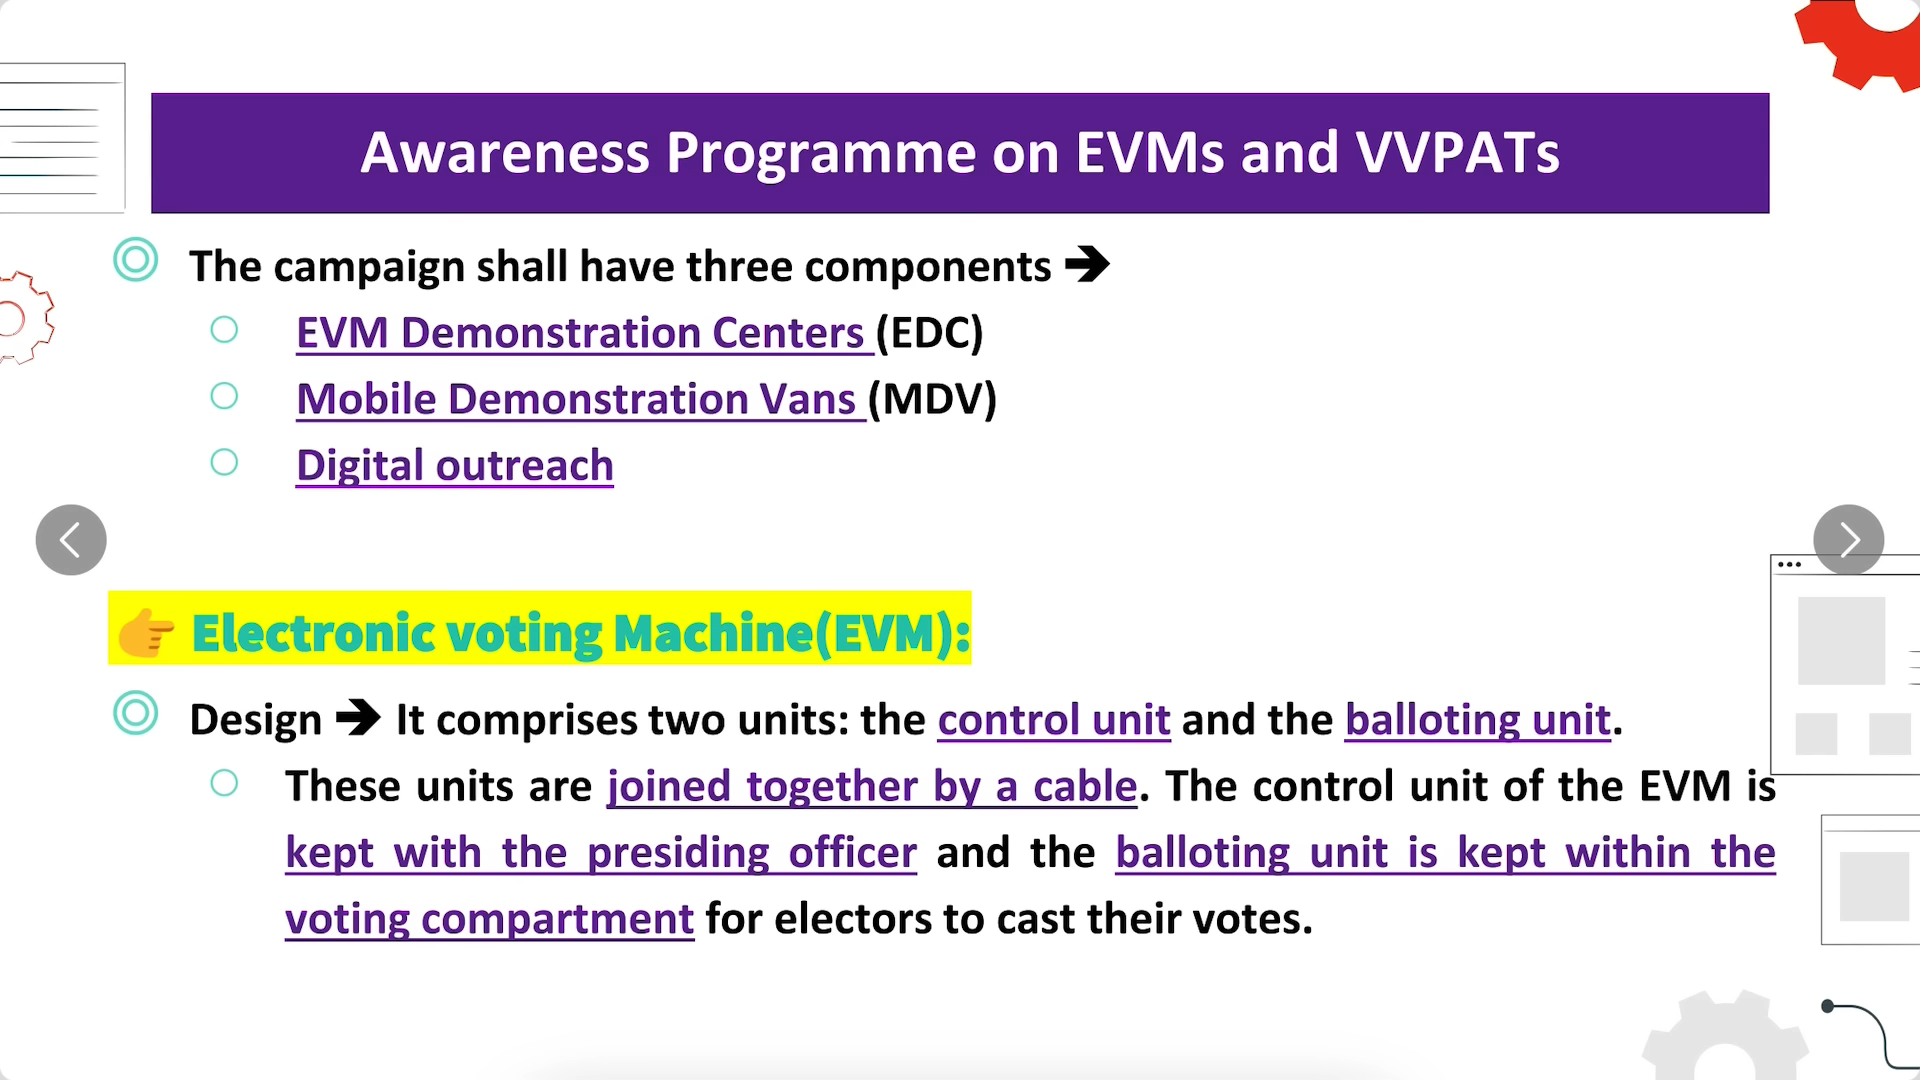 Awareness Programme on EVMs and VVPATs
The campaign shall have three components ➔
EVM Demonstration Centers (EDC)
Mobile Demonstration Vans (MDV)
Digital outreach
👉 Electronic voting Machine(EVM):
Design ➔ It comprises two units: the control unit and the balloting unit.
These units are joined together by a cable. The control unit of the EVM is
kept with the presiding officer and the balloting unit is kept within the
voting compartment for electors to cast their votes.